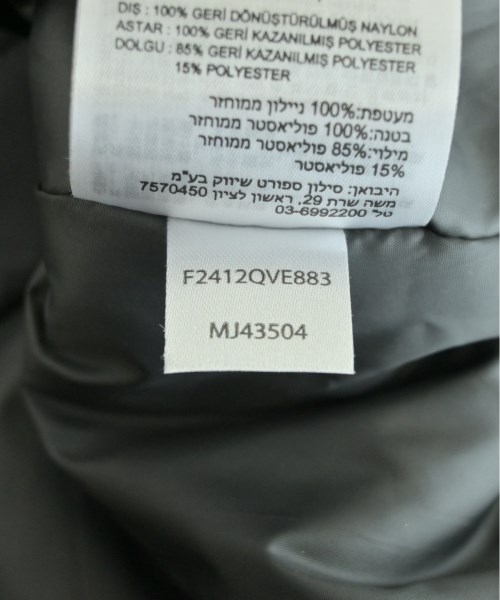 DIŞ: 100% GERİ DÖNÜŞTÜRÜLMÜŞ NAYLON
ASTAR: 100% GERİ KAZANILMIŞ POLYESTER
DOLGU: 85% GERİ KAZANILMIŞ POLYESTER
15% POLYESTER
מעטפת:100% ניילון ממוחזר
בטנה:100% פוליאסטר ממוחזר
מילוי:85% פוליאסטר ממוחזר
15% פוליאסטר
היבואן: סילון ספורט שיווק בע"מ
משה שרת 29, ראשון לציון 7570450
טל' 03-6992200
F2412QVE883
MJ43504